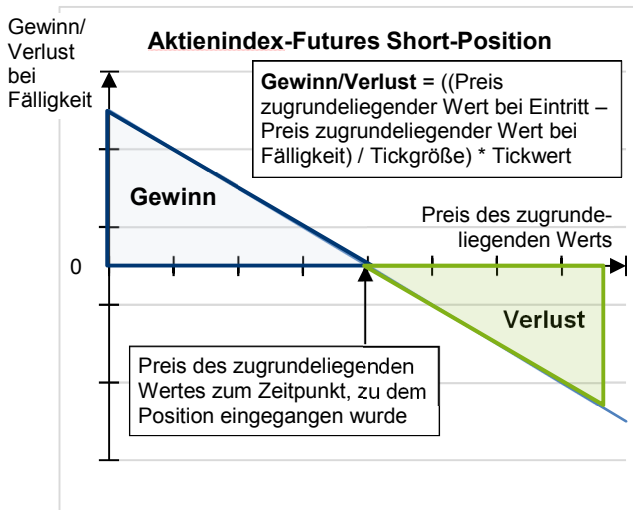 Gewinn/
Verlust
bei
Fälligkeit
Aktienindex-Futures Short-Position
Gewinn/Verlust = ((Preis
zugrundeliegender Wert bei Eintritt –
Preis zugrundeliegender Wert bei
Fälligkeit) / Tickgröße) * Tickwert
Gewinn
Preis des zugrunde-
liegenden Werts
0
Verlust
Preis des zugrundeliegenden
Wertes zum Zeitpunkt, zu dem
Position eingegangen wurde